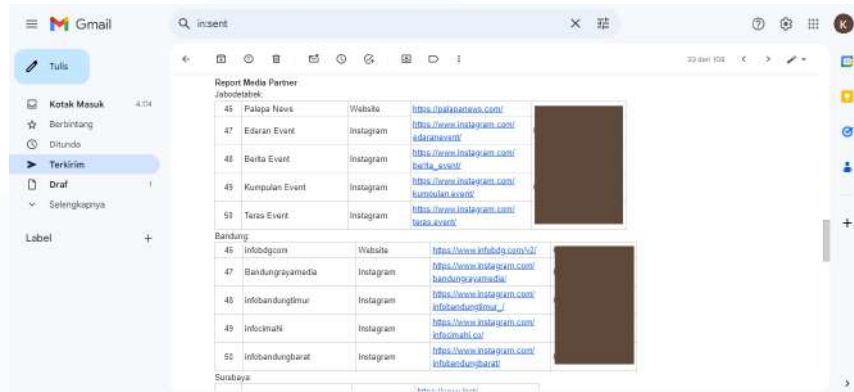 Gmail
in:sent
K
Tulis
Kotak Masuk
Berbintang
Ditunda
Terkirim
Draf 1
Selengkapnya
Label
Report Media Partner
Jabodetabek:
46 Palapa News Website https://palapanews.com/
47 Edaran Event Instagram https://www.instagram.com/
edaranevent/
48 Berita Event Instagram https://www.instagram.com/
berita_event/
49 Kumpulan Event Instagram https://www.instagram.com/
kumpulan.event/
50 Teras Event Instagram https://www.instagram.com/
teras.event/
Bandung:
46 infobdgcom Website https://www.infobdg.com/v2/
47 Bandungrayamedia Instagram https://www.instagram.com/
bandungrayamedia/
48 infobandungtimur Instagram https://www.instagram.com/
infobandungtimur_/
49 infocimahi Instagram https://www.instagram.com/
infocimahi.co/
50 infobandungbarat Instagram https://www.instagram.com/
infobandungbarat/
Surabaya: